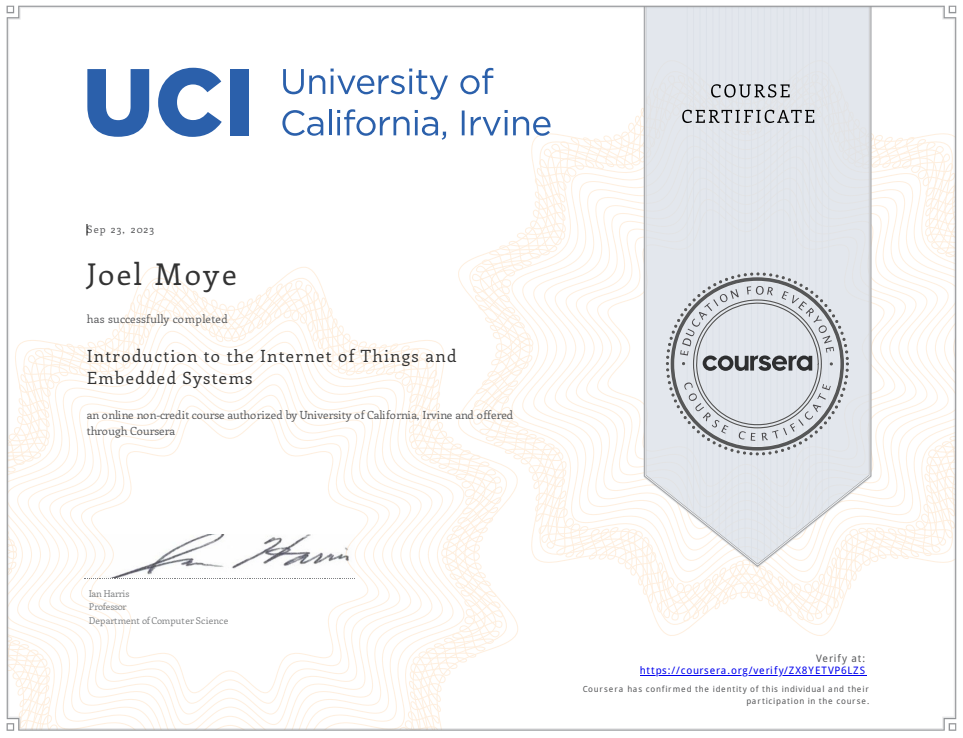 UCI
University of
California, Irvine
COURSE
CERTIFICATE
Sep 23, 2023
Joel Moye
has successfully completed
Introduction to the Internet of Things and
Embedded Systems
an online non-credit course authorized by University of California, Irvine and offered
through Coursera
EDUCATION FOR EVERYONE
coursera
COURSE CERTIFICATE
Ian Harris
Ian Harris
Professor
Department of Computer Science
Verify at:
https://coursera.org/verify/ZX8YETVP6LZS
Coursera has confirmed the identity of this individual and their
participation in the course.